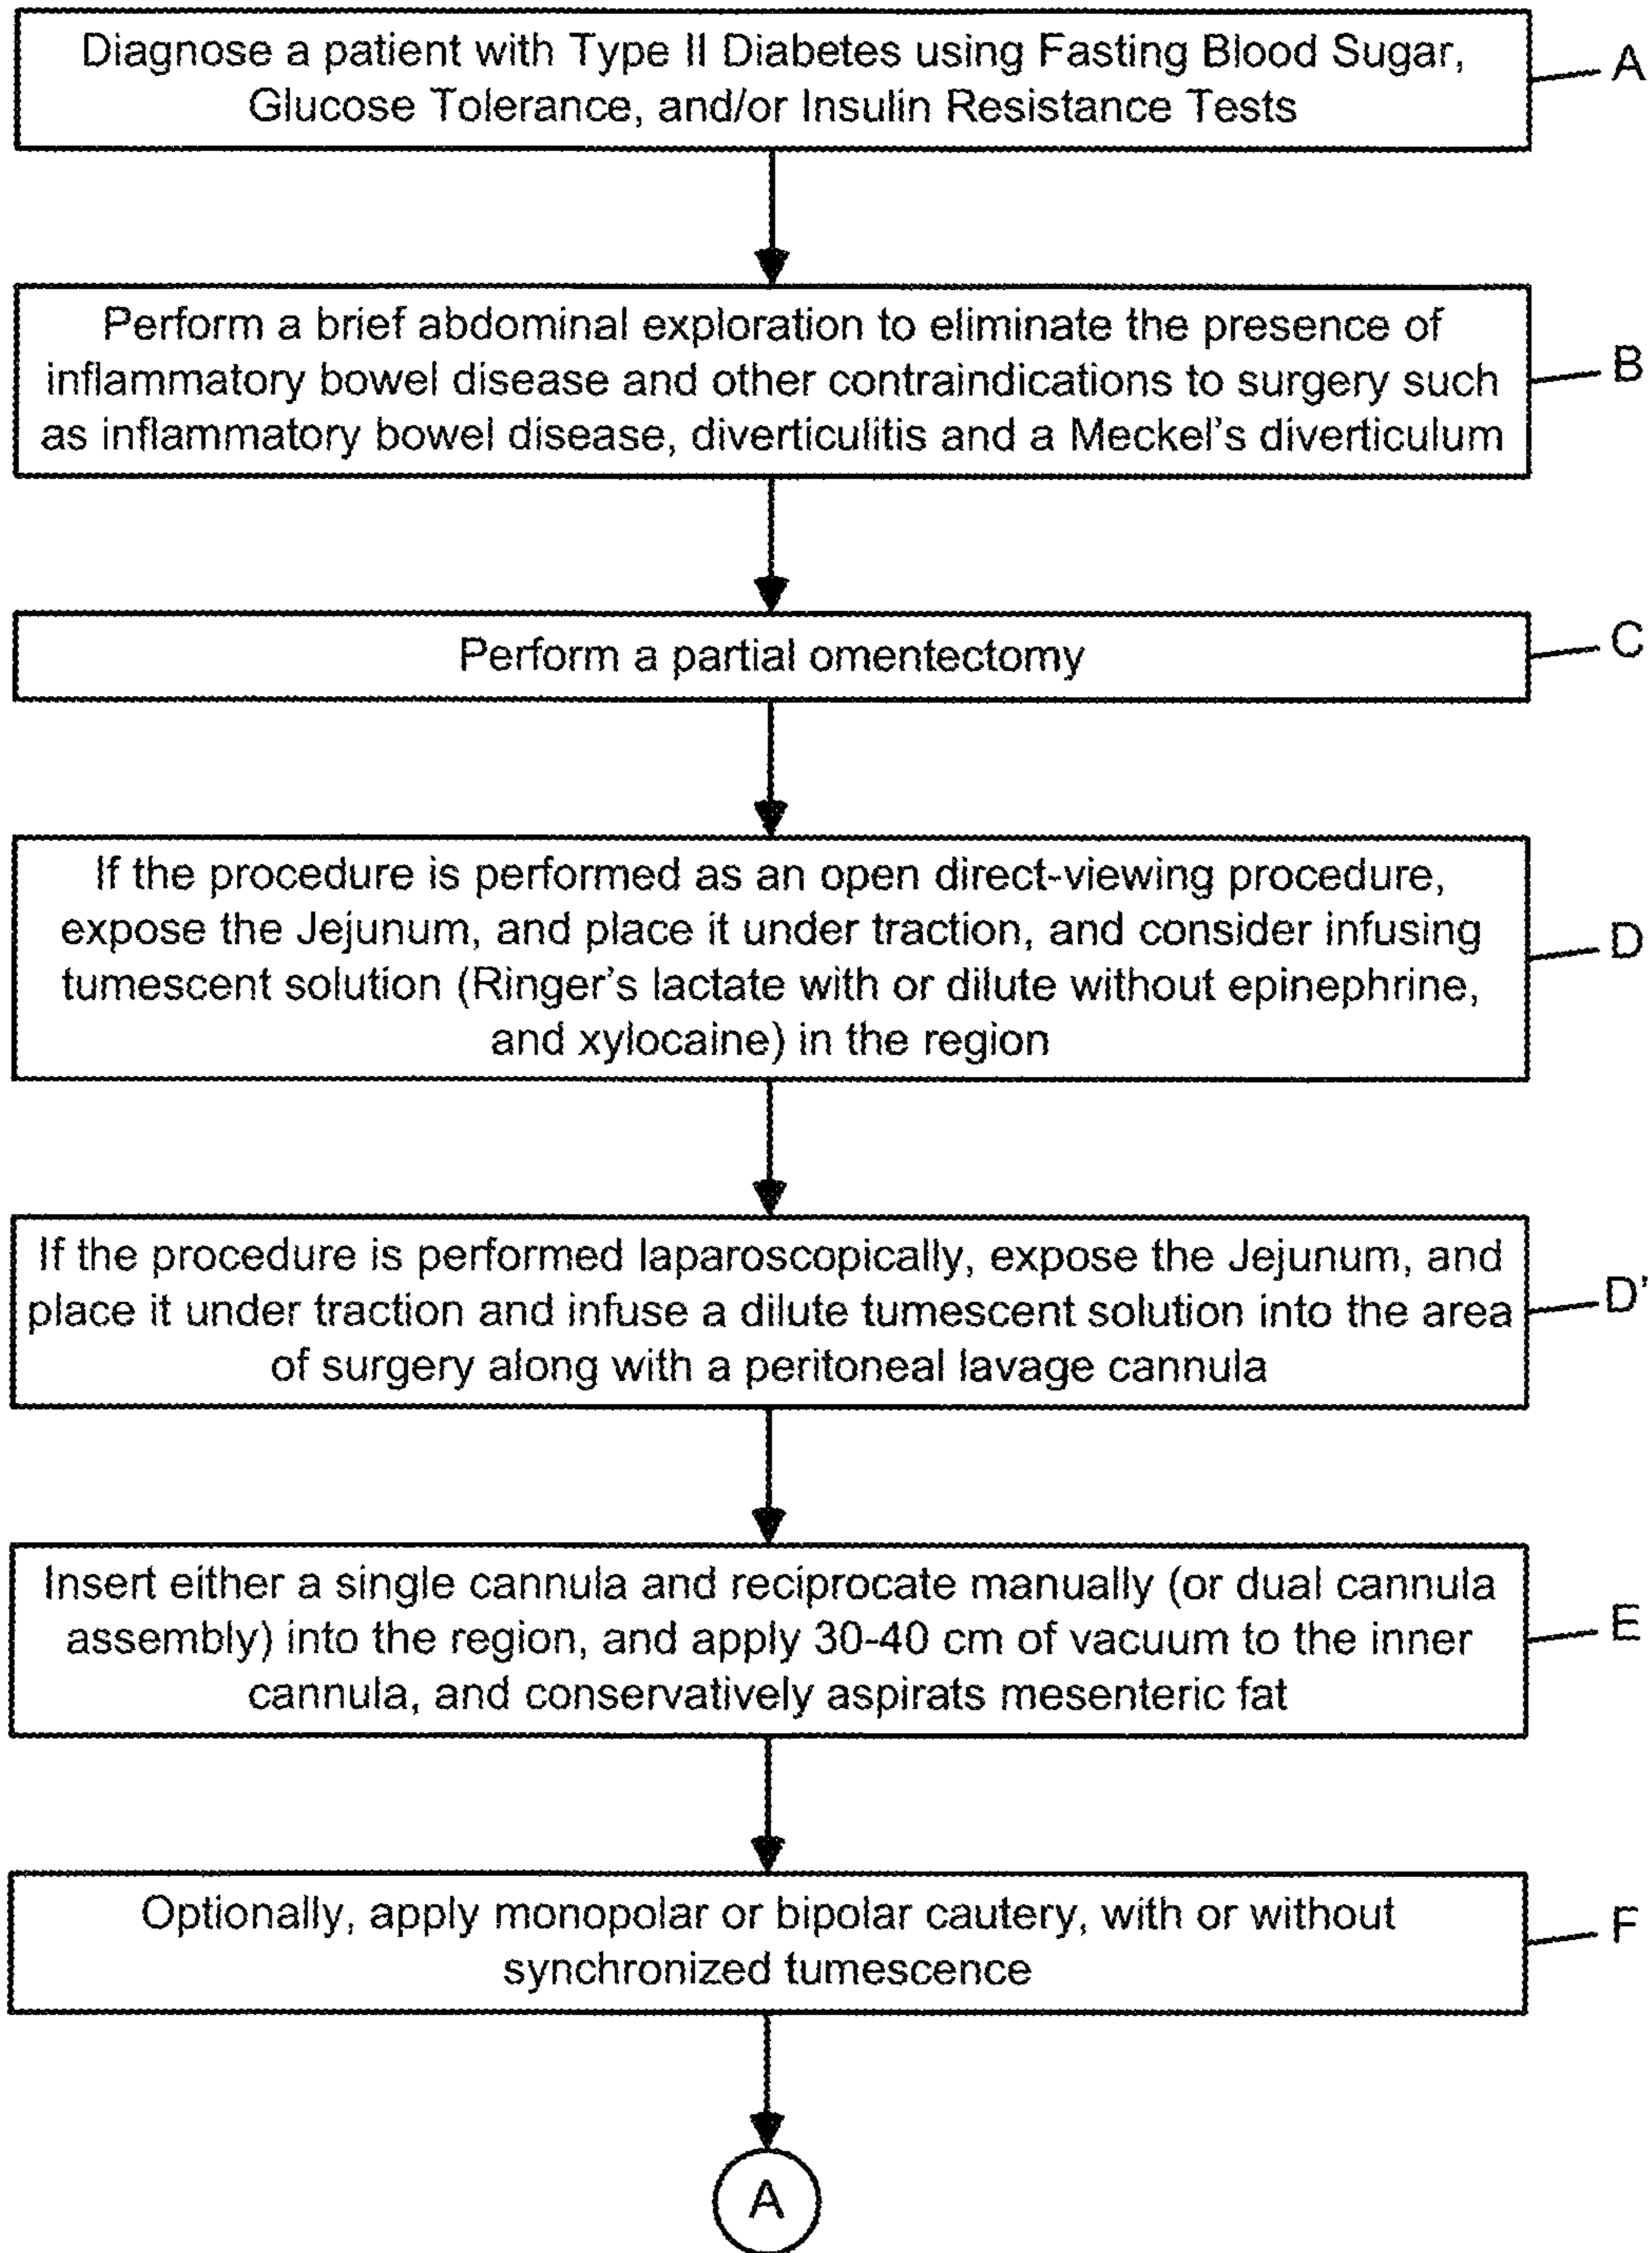 Diagnose a patient with Type II Diabetes using Fasting Blood Sugar,
Glucose Tolerance, and/or Insulin Resistance Tests
A
Perform a brief abdominal exploration to eliminate the presence of
inflammatory bowel disease and other contraindications to surgery such
as inflammatory bowel disease, diverticulitis and a Meckel's diverticulum
B
Perform a partial omentectomy
C
If the procedure is performed as an open direct-viewing procedure,
expose the Jejunum, and place it under traction, and consider infusing
tumescent solution (Ringer's lactate with or dilute without epinephrine,
and xylocaine) in the region
D
If the procedure is performed laparoscopically, expose the Jejunum, and
place it under traction and infuse a dilute tumescent solution into the area
of surgery along with a peritoneal lavage cannula
D'
Insert either a single cannula and reciprocate manually (or dual cannula
assembly) into the region, and apply 30-40 cm of vacuum to the inner
cannula, and conservatively aspirats mesenteric fat
E
Optionally, apply monopolar or bipolar cautery, with or without
synchronized tumescence
F
A